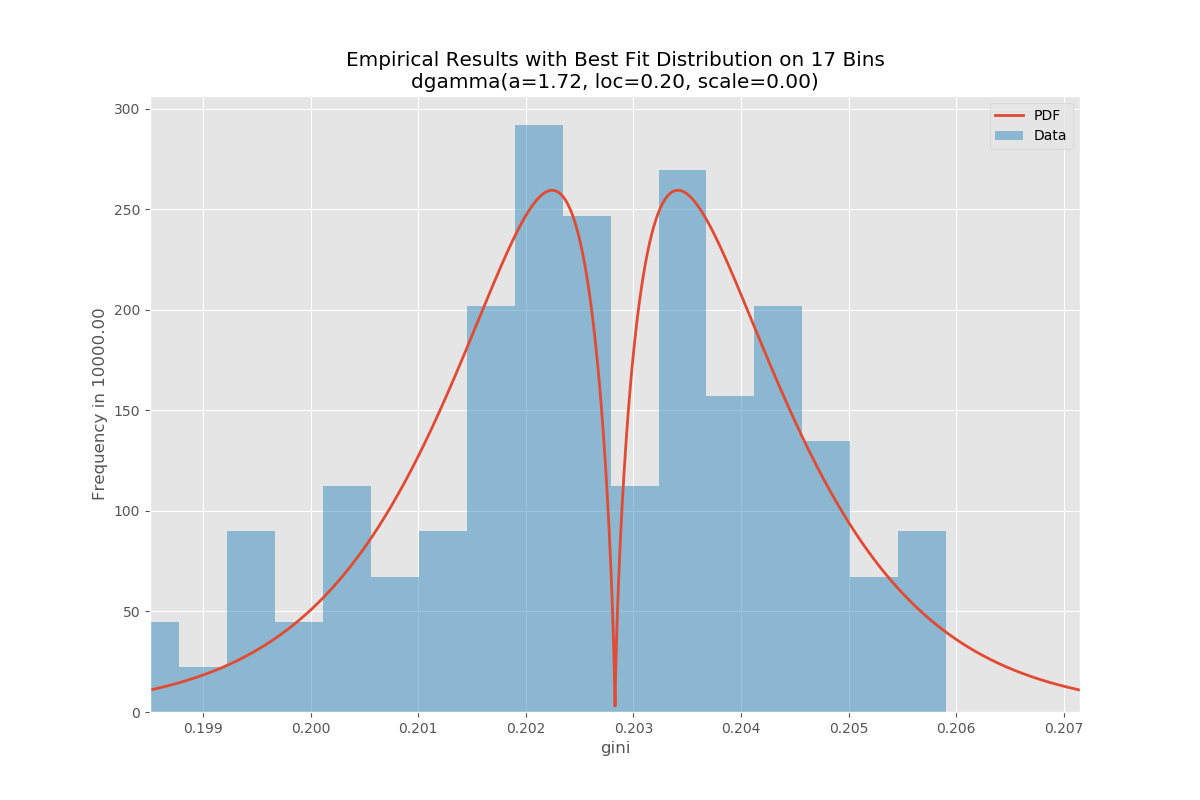 Empirical Results with Best Fit Distribution on 17 Bins
dgamma(a=1.72, loc=0.20, scale=0.00)
PDF
Data
300
250
200
150
100
50
0
Frequency in 10000.00
0.199 0.200 0.201 0.202 0.203 0.204 0.205 0.206 0.207
gini